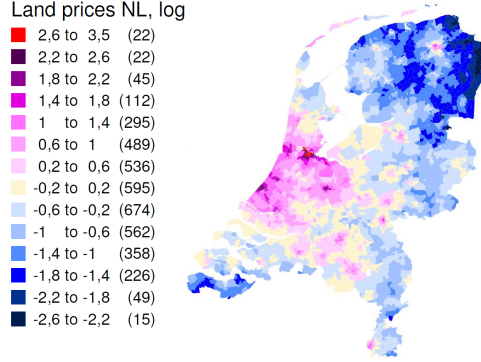 Land prices NL, log
2,6 to 3,5 (22)
2,2 to 2,6 (22)
1,8 to 2,2 (45)
1,4 to 1,8 (112)
1 to 1,4 (295)
0,6 to 1 (489)
0,2 to 0,6 (536)
-0,2 to 0,2 (595)
-0,6 to -0,2 (674)
-1 to -0,6 (562)
-1,4 to -1 (358)
-1,8 to -1,4 (226)
-2,2 to -1,8 (49)
-2,6 to -2,2 (15)